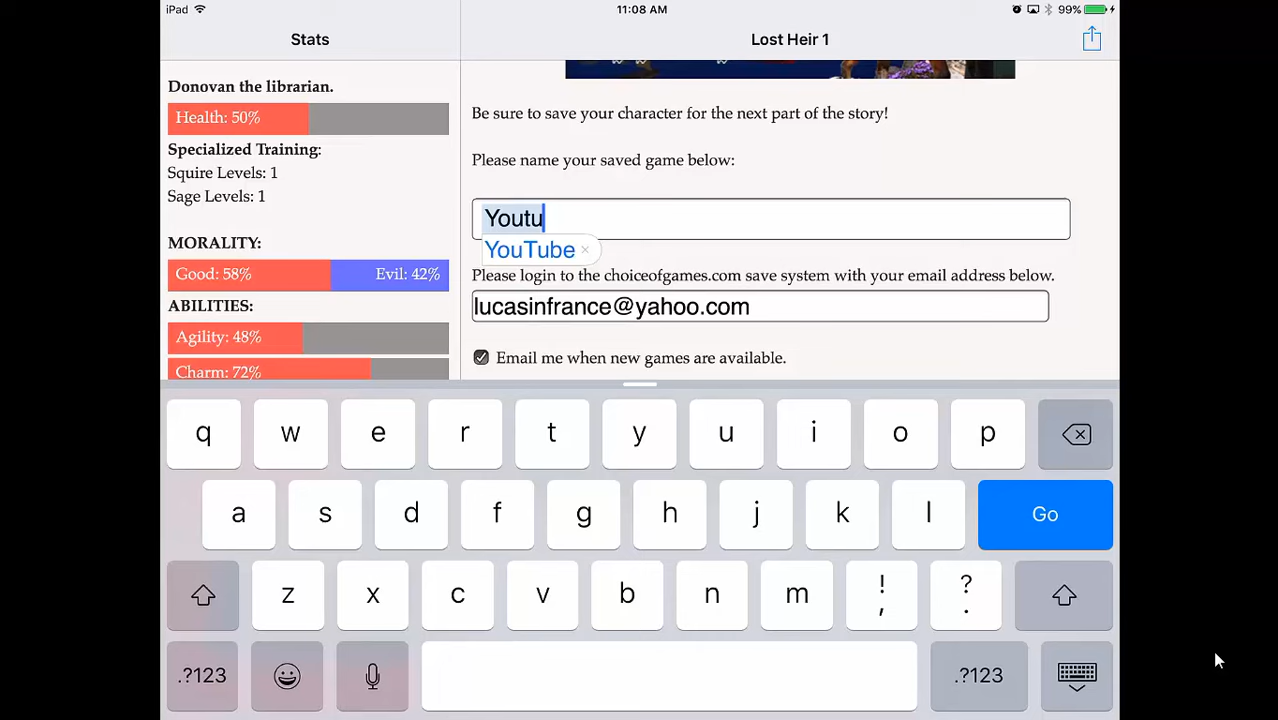 iPad
11:08 AM
99%
Stats
Lost Heir 1
Donovan the librarian.
Health: 50%
Specialized Training:
Squire Levels: 1
Sage Levels: 1
MORALITY:
Good: 58%
Evil: 42%
ABILITIES:
Agility: 48%
Charm: 72%
Be sure to save your character for the next part of the story!
Please name your saved game below:
Youtu
YouTube ×
Please login to the choiceofgames.com save system with your email address below.
lucasinfrance@yahoo.com
Email me when new games are available.
q w e r t y u i o p
a s d f g h j k l Go
z x c v b n m ! , ? .
.?123 .?123